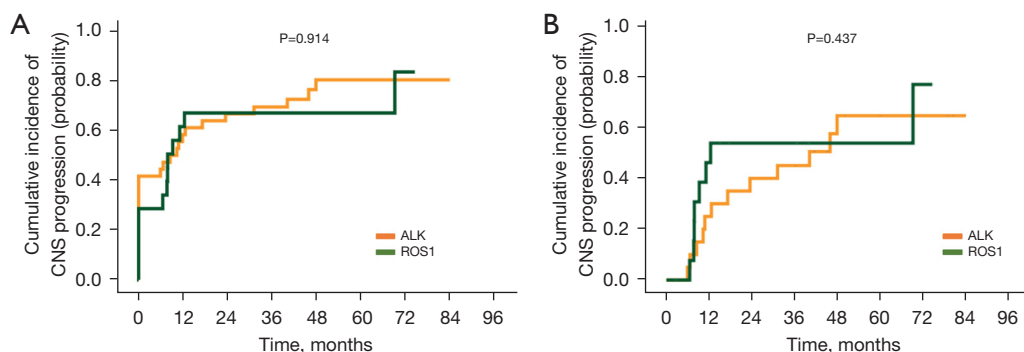 A
Cumulative incidence of
CNS progression (probability)
1.0
0.8
0.6
0.4
0.2
0.0
P=0.914
ALK
ROS1
0 12 24 36 48 60 72 84 96
Time, months
B
Cumulative incidence of
CNS progression (probability)
1.0
0.8
0.6
0.4
0.2
0.0
P=0.437
ALK
ROS1
0 12 24 36 48 60 72 84 96
Time, months